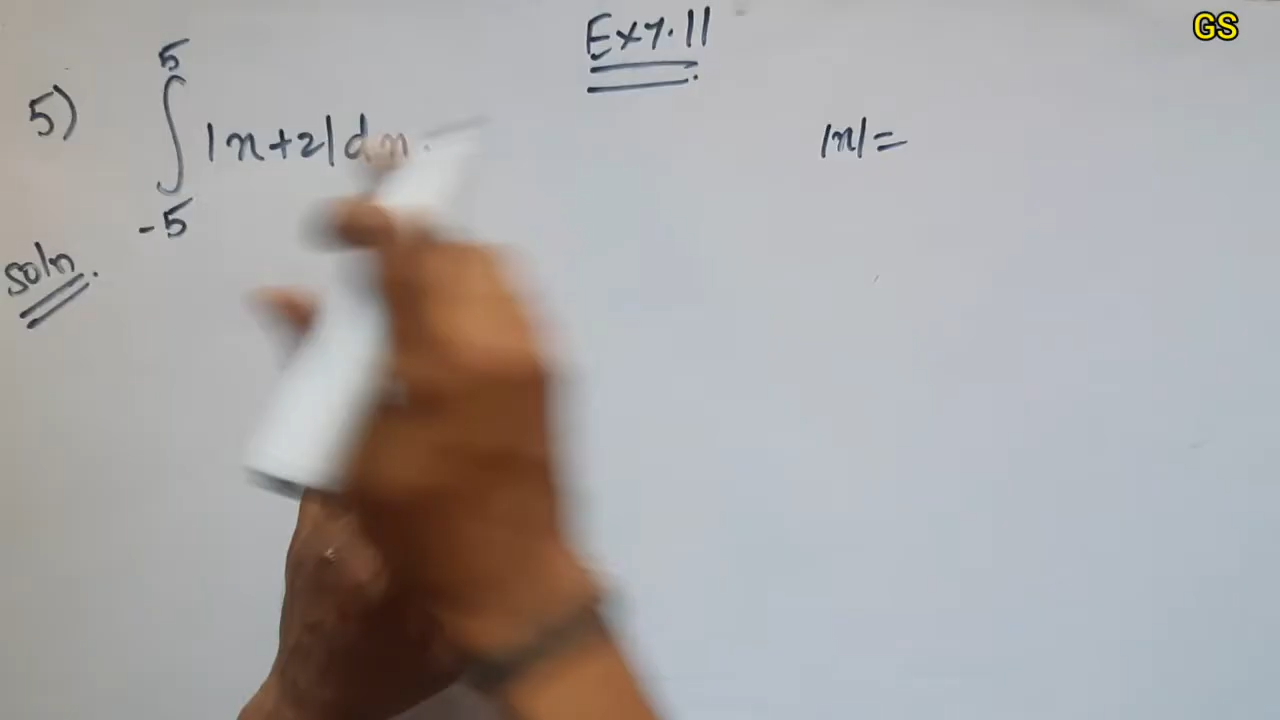 Ex 7.11
GS
5) ∫₋₅⁵ |x+2| dx.
|x| =
Soln.